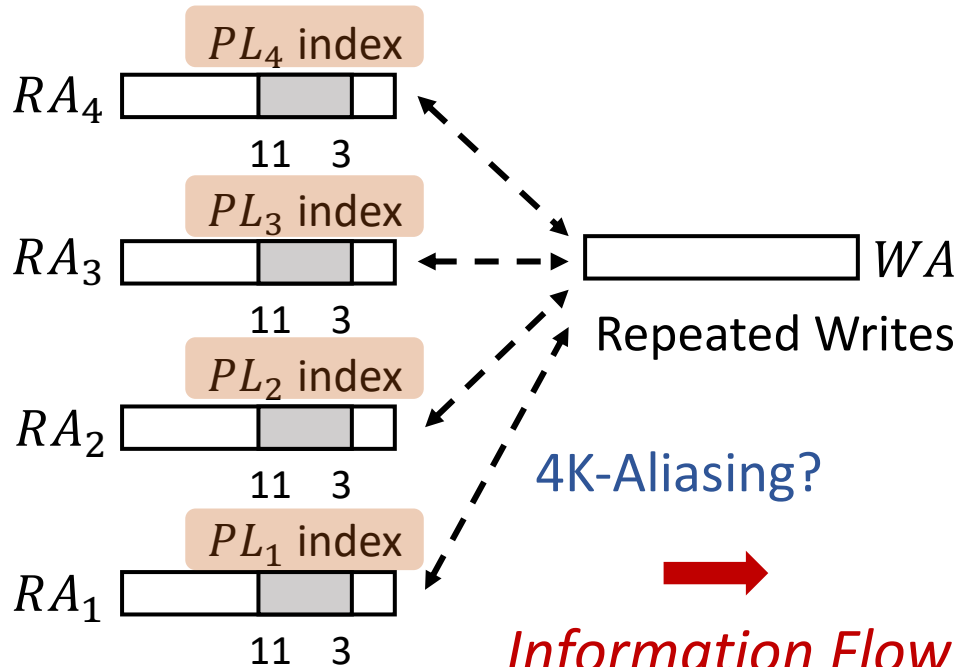 PL₄ index
RA₄
11 3
PL₃ index
RA₃
11 3
PL₂ index
RA₂
11 3
PL₁ index
RA₁
11 3
WA
Repeated Writes
4K-Aliasing?
Information Flow